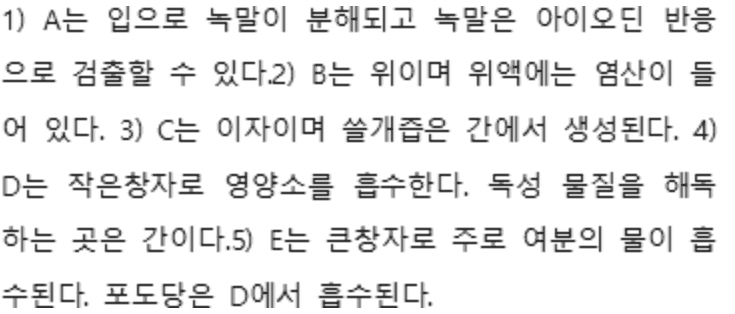 1) A는 입으로 녹말이 분해되고 녹말은 아이오딘 반응
으로 검출할 수 있다.2) B는 위이며 위액에는 염산이 들
어 있다. 3) C는 이자이며 쓸개즙은 간에서 생성된다. 4)
D는 작은창자로 영양소를 흡수한다. 독성 물질을 해독
하는 곳은 간이다.5) E는 큰창자로 주로 여분의 물이 흡
수된다. 포도당은 D에서 흡수된다.